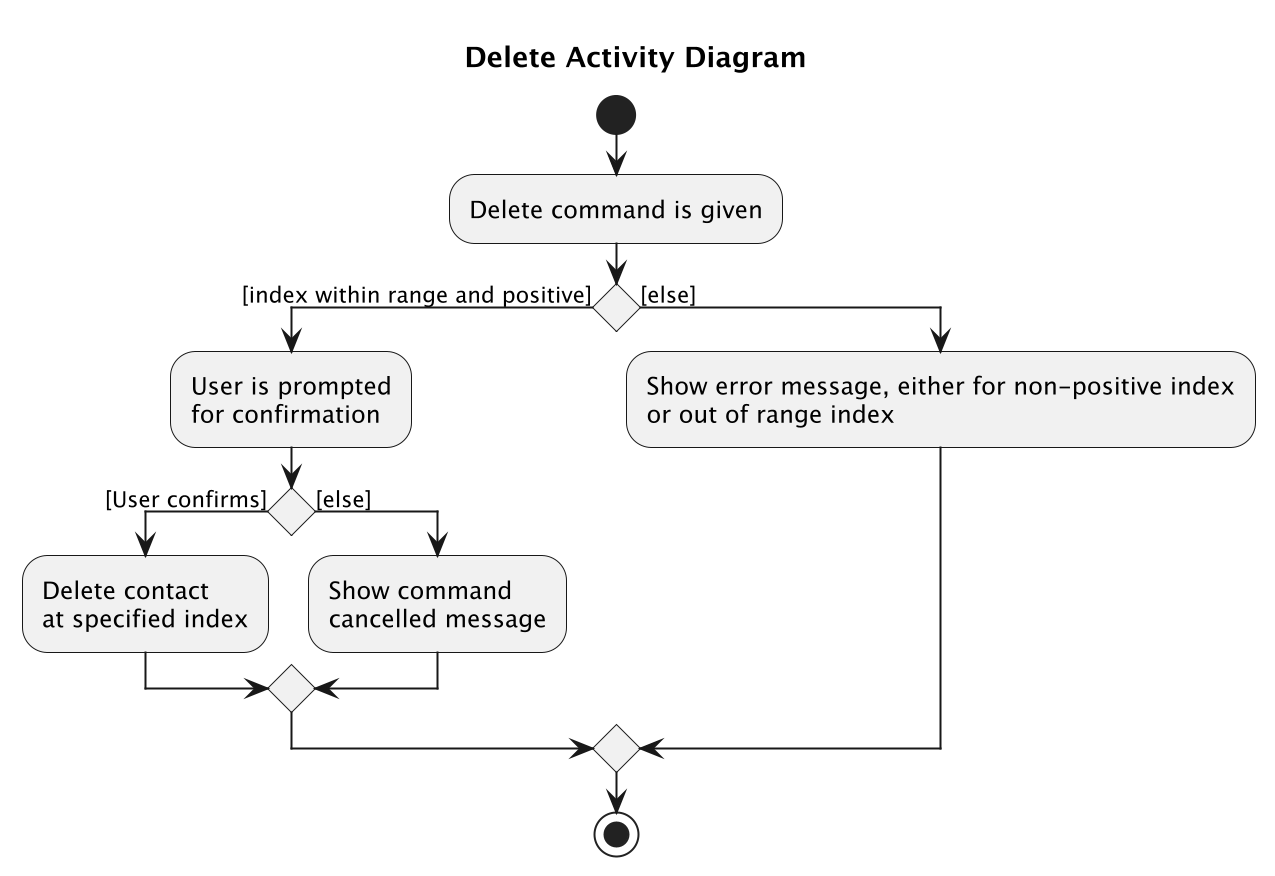 Delete Activity Diagram
Delete command is given
[index within range and positive]
[else]
User is prompted
for confirmation
Show error message, either for non-positive index
or out of range index
[User confirms]
[else]
Delete contact
at specified index
Show command
cancelled message